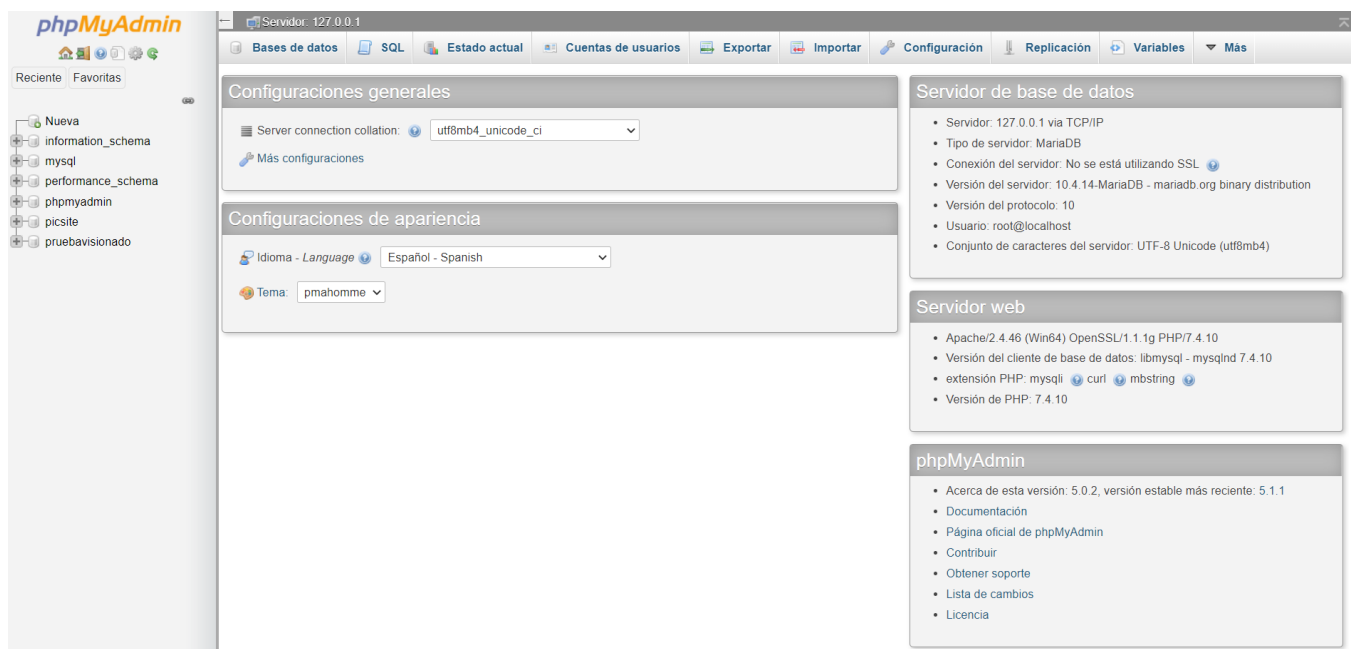 phpMyAdmin
Reciente Favoritas
Nueva
information_schema
mysql
performance_schema
phpmyadmin
picsite
pruebavisionado
Servidor: 127.0.0.1
Bases de datos SQL Estado actual Cuentas de usuarios Exportar Importar Configuración Replicación Variables Más
Configuraciones generales
Server connection collation: utf8mb4_unicode_ci
Más configuraciones
Configuraciones de apariencia
Idioma - Language Español - Spanish
Tema: pmahomme
Servidor de base de datos
• Servidor: 127.0.0.1 via TCP/IP
• Tipo de servidor: MariaDB
• Conexión del servidor: No se está utilizando SSL
• Versión del servidor: 10.4.14-MariaDB - mariadb.org binary distribution
• Versión del protocolo: 10
• Usuario: root@localhost
• Conjunto de caracteres del servidor: UTF-8 Unicode (utf8mb4)
Servidor web
• Apache/2.4.46 (Win64) OpenSSL/1.1.1g PHP/7.4.10
• Versión del cliente de base de datos: libmysql - mysqlnd 7.4.10
• extensión PHP: mysqli curl mbstring
• Versión de PHP: 7.4.10
phpMyAdmin
• Acerca de esta versión: 5.0.2, versión estable más reciente: 5.1.1
• Documentación
• Página oficial de phpMyAdmin
• Contribuir
• Obtener soporte
• Lista de cambios
• Licencia